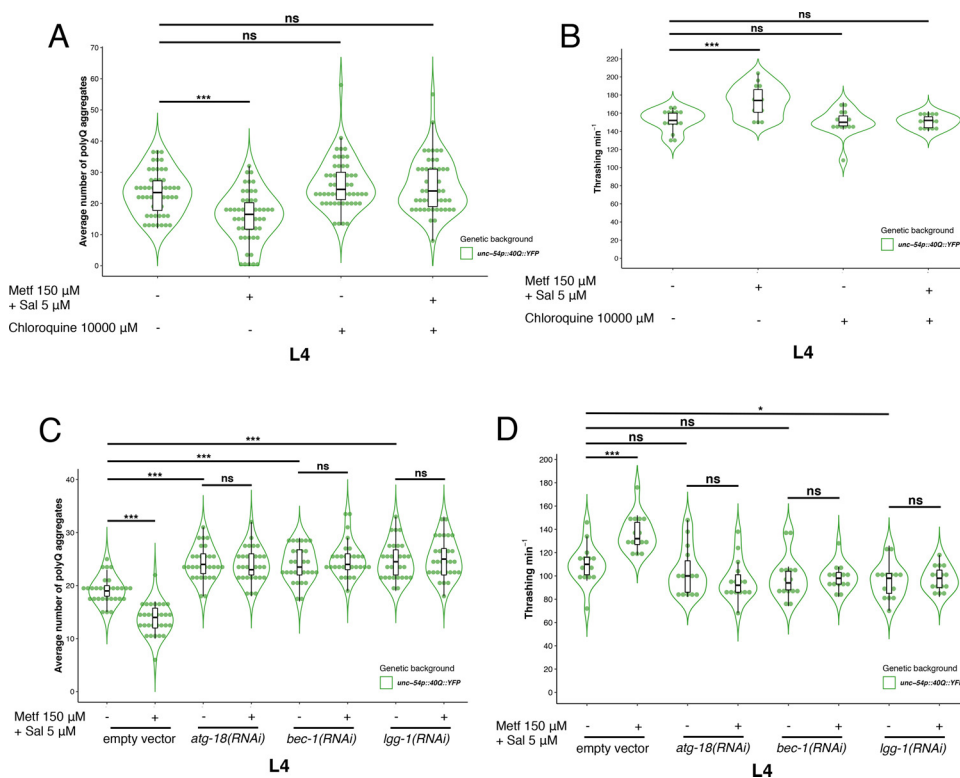 A
ns
ns
***
Average number of polyQ aggregates
70
60
50
40
30
20
10
0
Genetic background
unc-54p::40Q::YFP
Metf 150 µM
+ Sal 5 µM
- + - +
Chloroquine 10000 µM
- - + +
L4
B
ns
ns
***
Thrashing min⁻¹
220
200
180
160
140
120
100
80
60
40
20
0
Genetic background
unc-54p::40Q::YFP
Metf 150 µM
+ Sal 5 µM
- + - +
Chloroquine 10000 µM
- - + +
L4
C
***
***
***
***
ns
ns
ns
Average number of polyQ aggregates
40
30
20
10
0
Genetic background
unc-54p::40Q::YFP
Metf 150 µM
+ Sal 5 µM
- + - + - + - +
empty vector atg-18(RNAi) bec-1(RNAi) lgg-1(RNAi)
L4
D
*
ns
ns
***
ns
ns
ns
Thrashing min⁻¹
200
180
160
140
120
100
80
60
40
20
0
Genetic background
unc-54p::40Q::YFP
Metf 150 µM
+ Sal 5 µM
- + - + - + - +
empty vector atg-18(RNAi) bec-1(RNAi) lgg-1(RNAi)
L4